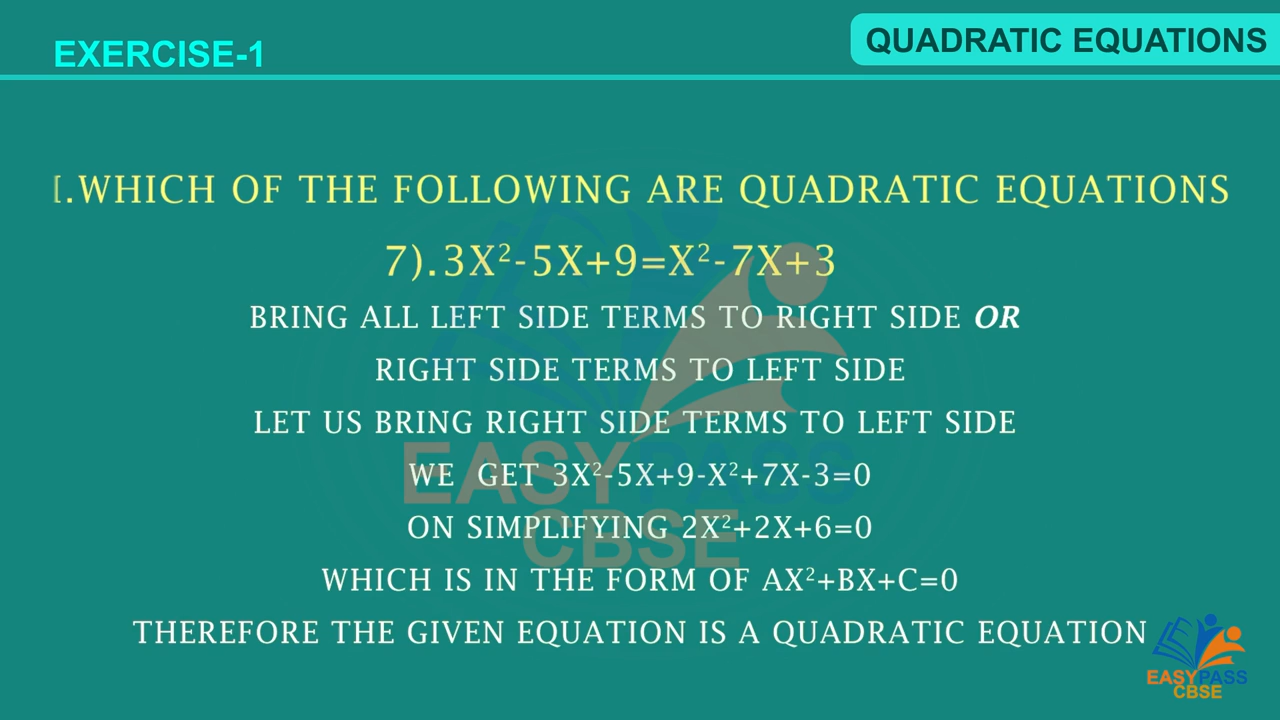 EXERCISE-1
QUADRATIC EQUATIONS
I.WHICH OF THE FOLLOWING ARE QUADRATIC EQUATIONS
7).3X²-5X+9=X²-7X+3
BRING ALL LEFT SIDE TERMS TO RIGHT SIDE OR
RIGHT SIDE TERMS TO LEFT SIDE
LET US BRING RIGHT SIDE TERMS TO LEFT SIDE
WE GET 3X²-5X+9-X²+7X-3=0
ON SIMPLIFYING 2X²+2X+6=0
WHICH IS IN THE FORM OF AX²+BX+C=0
THEREFORE THE GIVEN EQUATION IS A QUADRATIC EQUATION
EASYPASS
CBSE
EASYPASS
CBSE